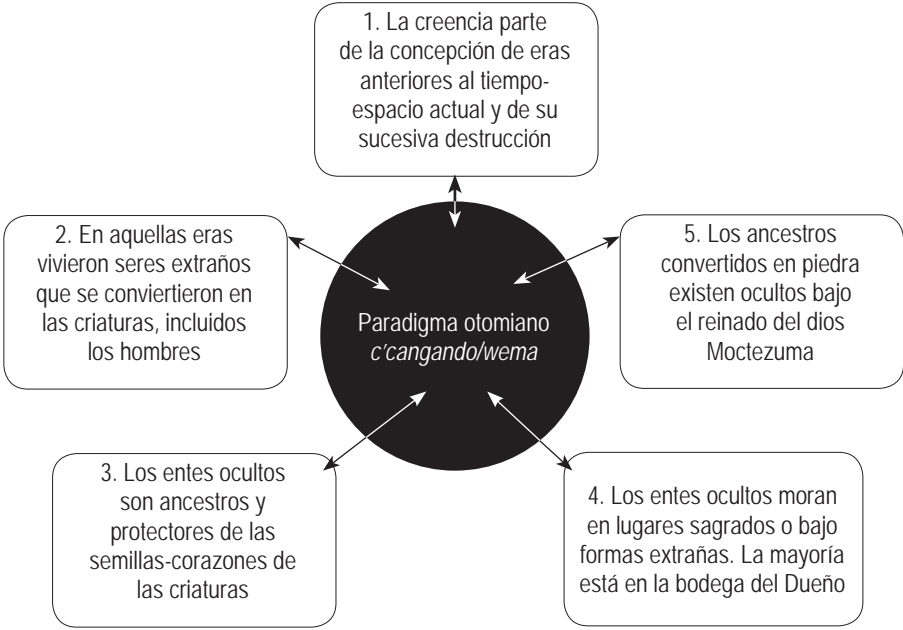 1. La creencia parte
de la concepción de eras
anteriores al tiempo-
espacio actual y de su
sucesiva destrucción
2. En aquellas eras
vivieron seres extraños
que se conviertieron en
las criaturas, incluidos
los hombres
5. Los ancestros
convertidos en piedra
existen ocultos bajo
el reinado del dios
Moctezuma
Paradigma otomiano
c'cangando/wema
3. Los entes ocultos
son ancestros y
protectores de las
semillas-corazones de
las criaturas
4. Los entes ocultos moran
en lugares sagrados o bajo
formas extrañas. La mayoría
está en la bodega del Dueño